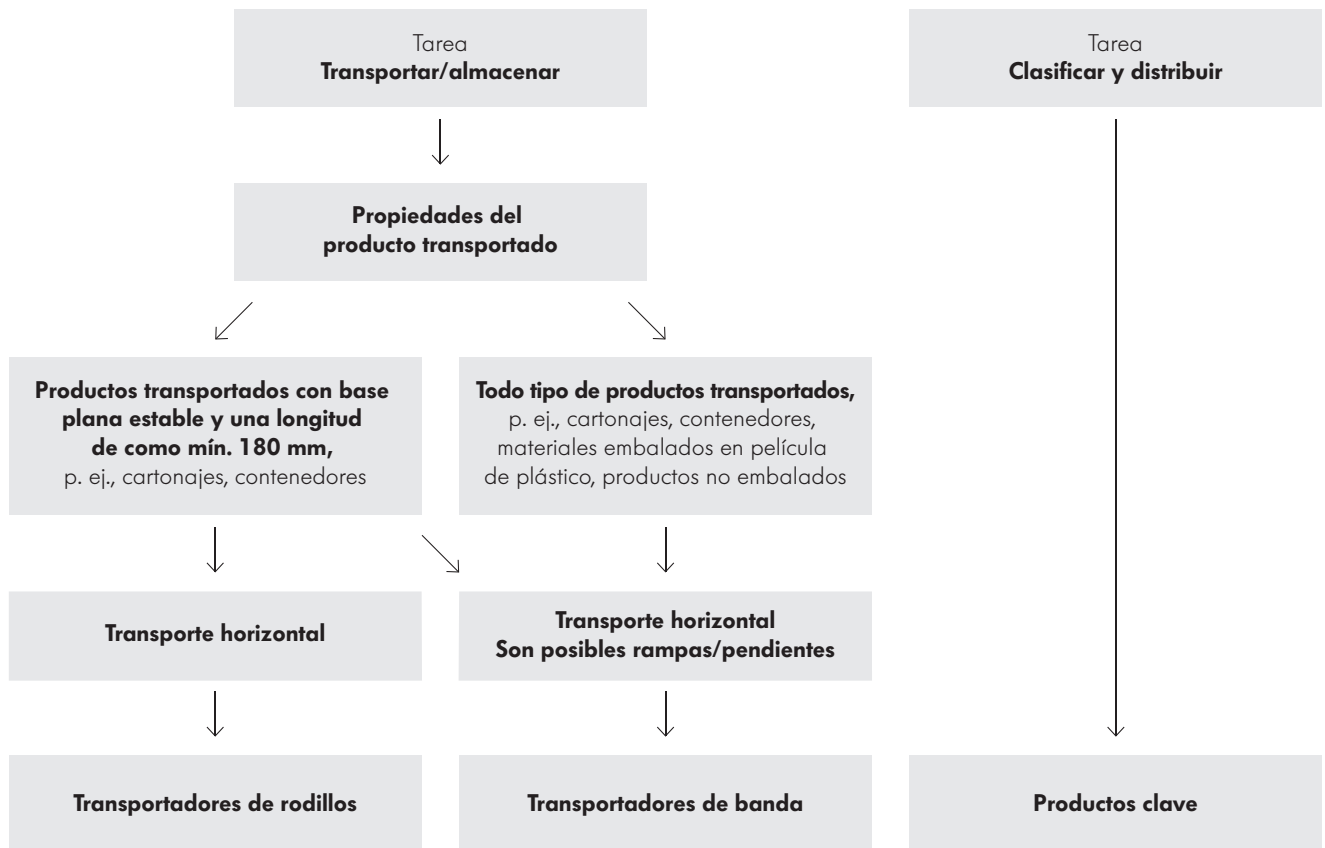 Tarea
Transportar/almacenar
Tarea
Clasificar y distribuir
Propiedades del
producto transportado
Productos transportados con base
plana estable y una longitud
de como mín. 180 mm,
p. ej., cartonajes, contenedores
Todo tipo de productos transportados,
p. ej., cartonajes, contenedores,
materiales embalados en película
de plástico, productos no embalados
Transporte horizontal
Transporte horizontal
Son posibles rampas/pendientes
Transportadores de rodillos
Transportadores de banda
Productos clave